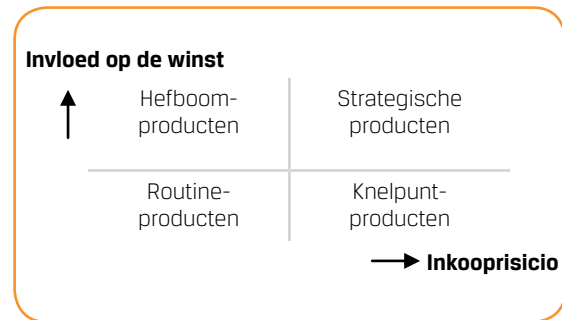 Invloed op de winst
Hefboom-
producten
Strategische
producten
Routine-
producten
Knelpunt-
producten
Inkooprisicio